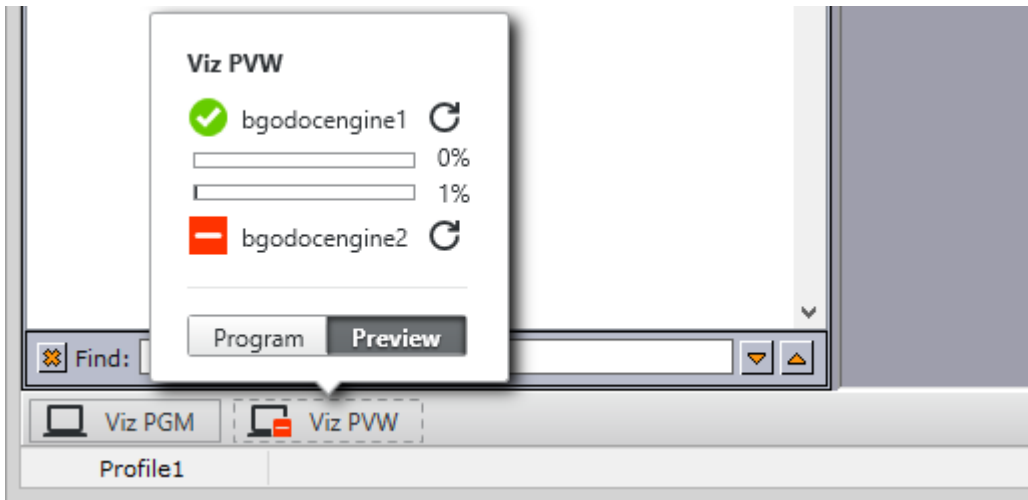 Viz PVW
bgodocengine1
0%
1%
bgodocengine2
Program Preview
Find:
Viz PGM Viz PVW
Profile1